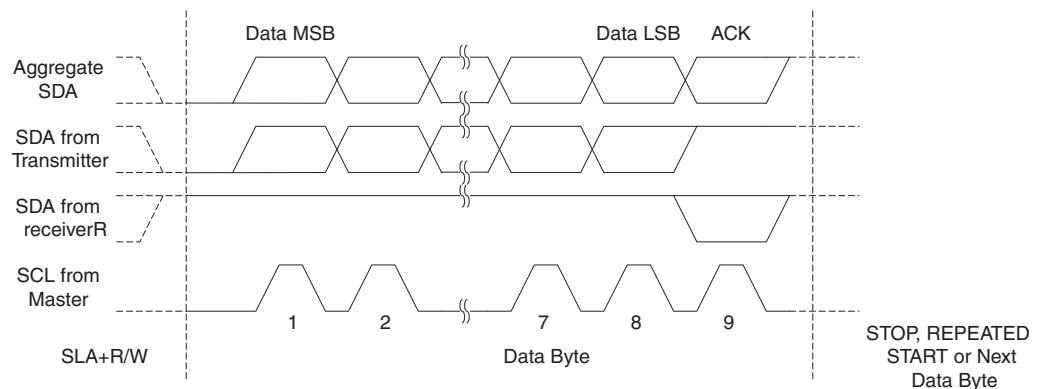 Data MSB
Data LSB
ACK
Aggregate
SDA
SDA from
Transmitter
SDA from
receiverR
SCL from
Master
1
2
7
8
9
SLA+R/W
Data Byte
STOP, REPEATED
START or Next
Data Byte